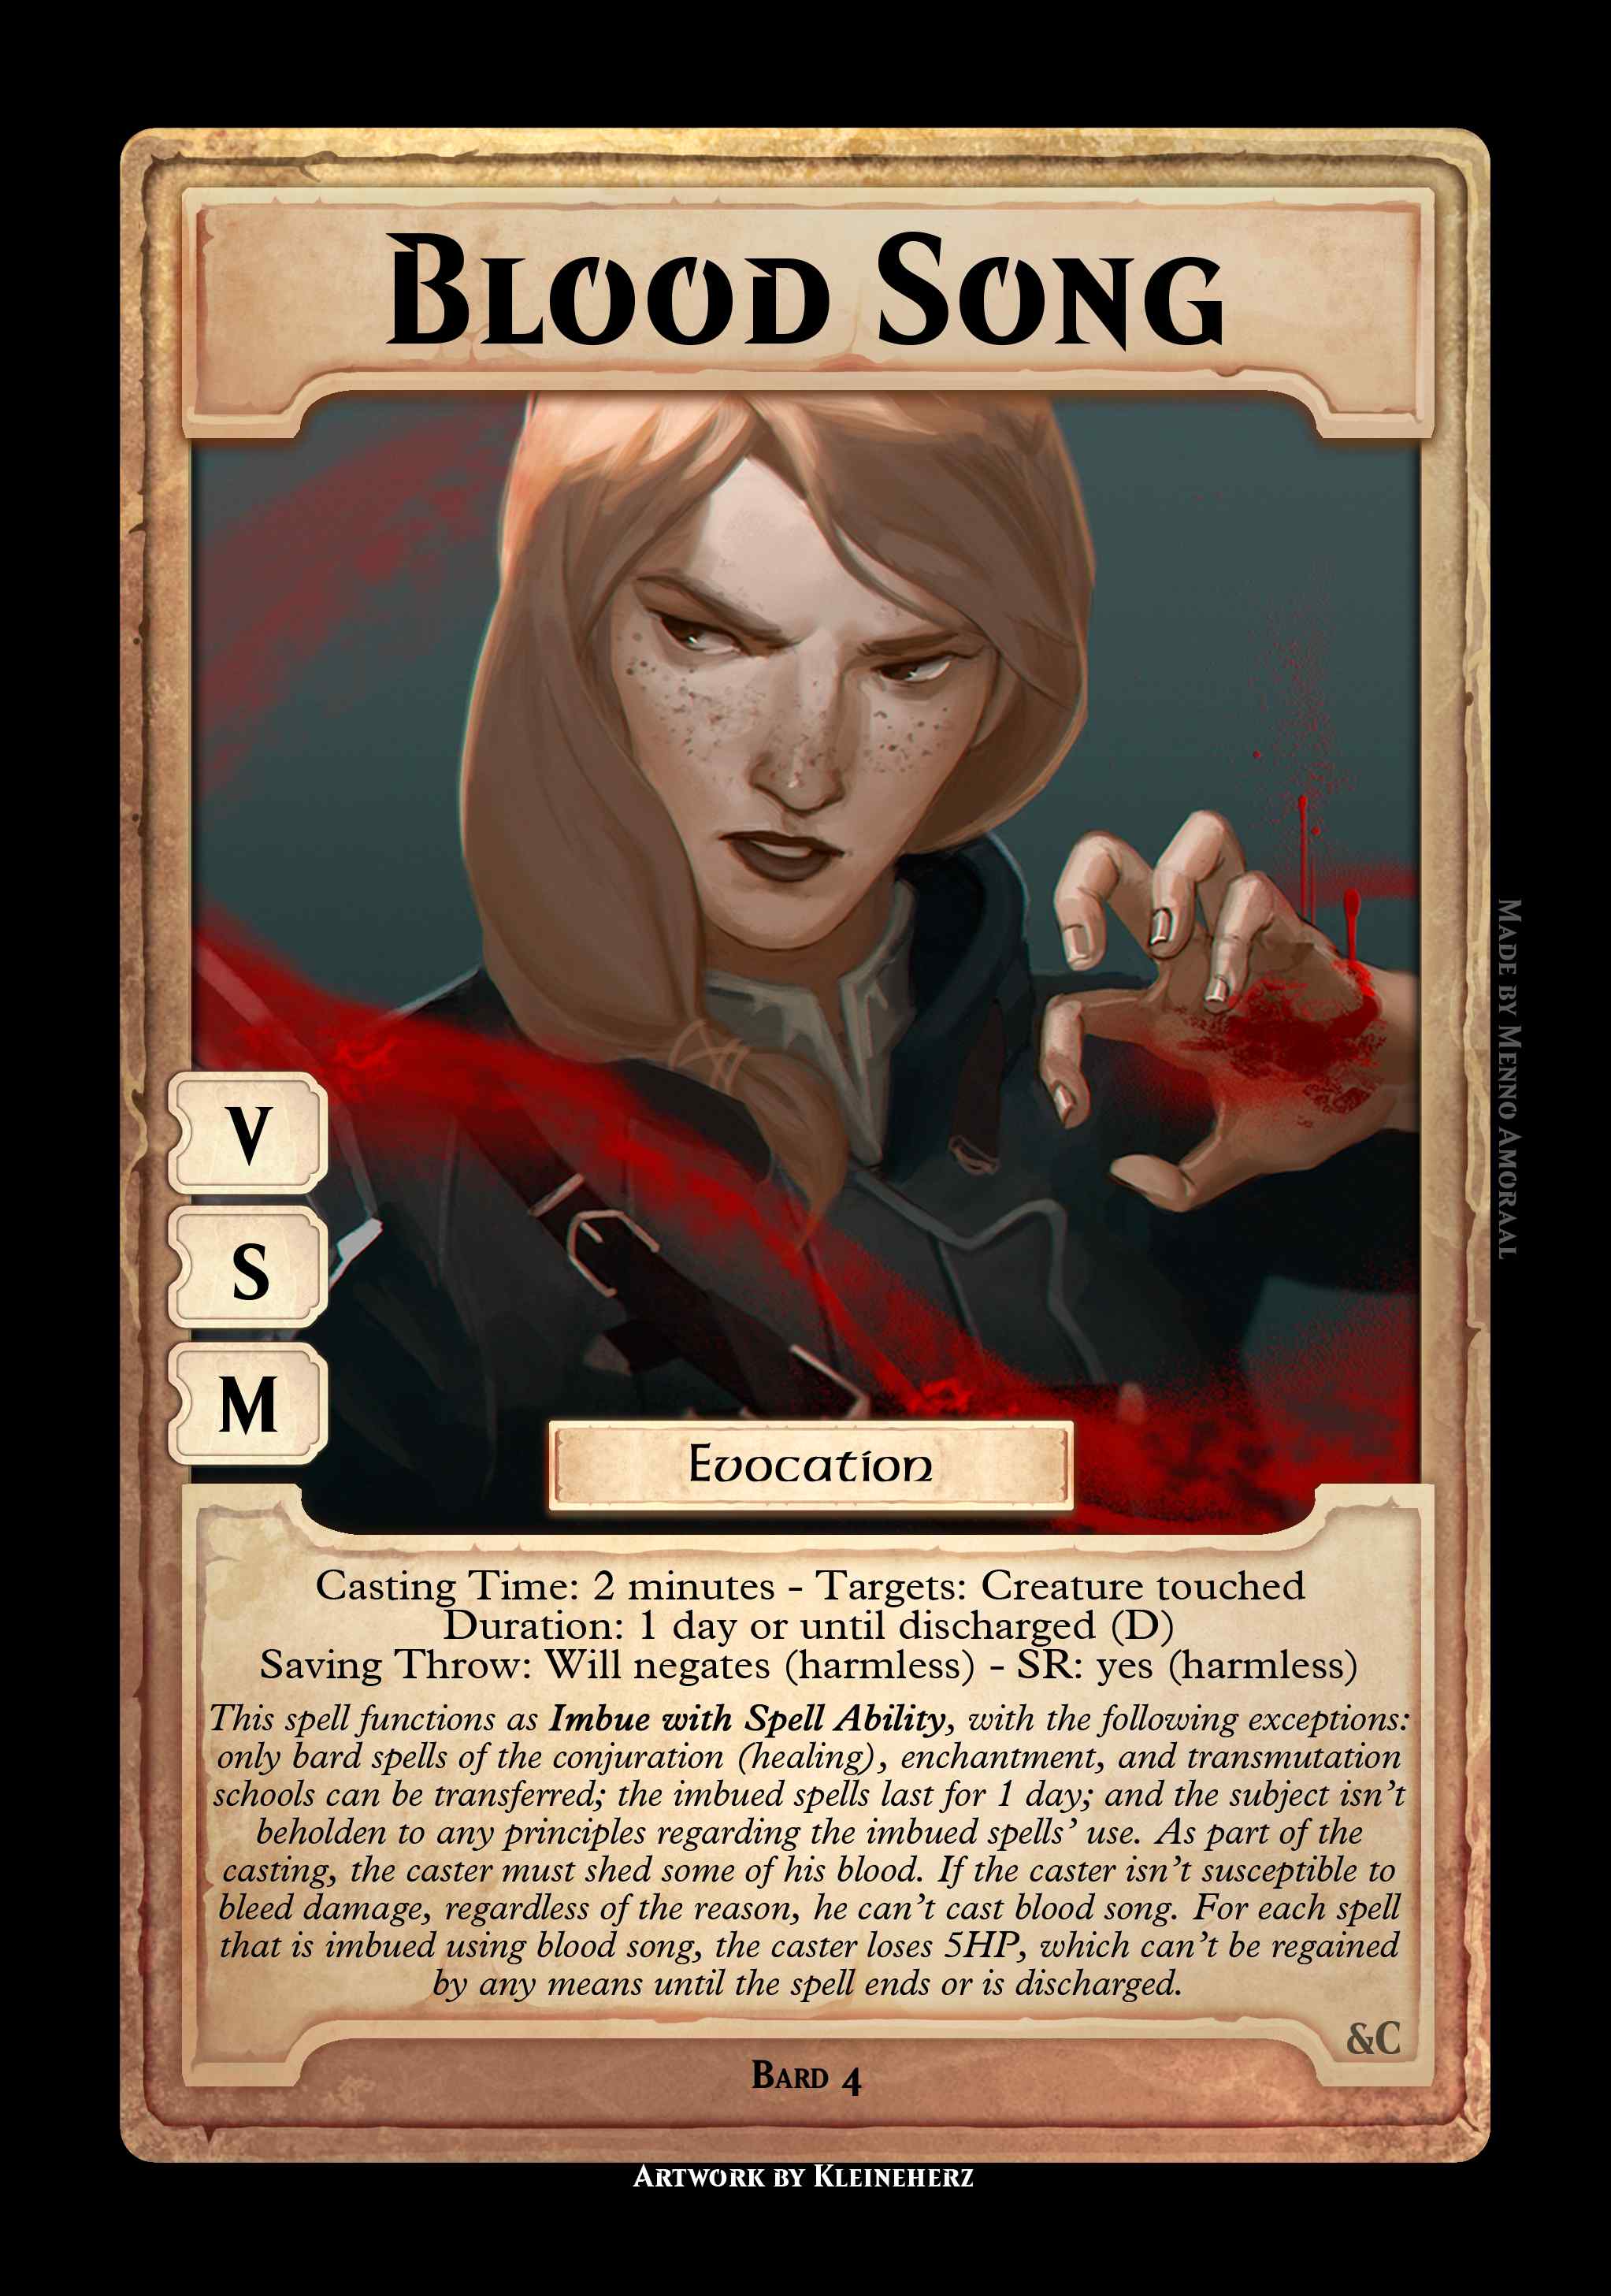 Blood Song
V
S
M
Evocation
Casting Time: 2 minutes - Targets: Creature touched
Duration: 1 day or until discharged (D)
Saving Throw: Will negates (harmless) - SR: yes (harmless)
This spell functions as Imbue with Spell Ability, with the following exceptions:
only bard spells of the conjuration (healing), enchantment, and transmutation
schools can be transferred; the imbued spells last for 1 day; and the subject isn't
beholden to any principles regarding the imbued spells' use. As part of the
casting, the caster must shed some of his blood. If the caster isn't susceptible to
bleed damage, regardless of the reason, he can't cast blood song. For each spell
that is imbued using blood song, the caster loses 5HP, which can't be regained
by any means until the spell ends or is discharged.
&C
Bard 4
Artwork by Kleineherz
Made by Menno Amoraal